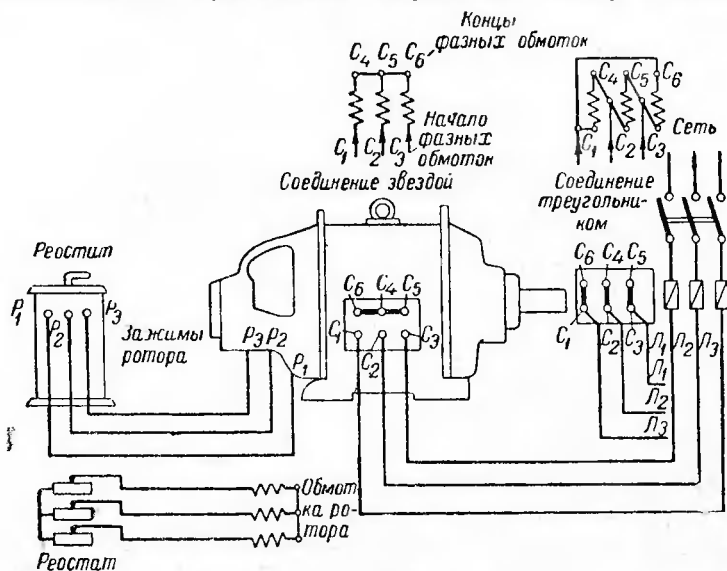 Концы
фазных обмоток
C4 C5 C6
Начало
фазных
обмоток
C1 C2 C3
Соединение звездой
C4 C5 C6
C1 C2 C3
Сеть
Соединение
треугольни-
ком
Реостат
P1 P2 P3
Зажимы
ротора
P3 P2
P1
C6 C4 C5
C1 C2 C3
C6 C4 C5
C1 C2 C3
Л1 Л2 Л3
Л1
Л2
Л3
Обмот
ка ро-
тора
Реостат